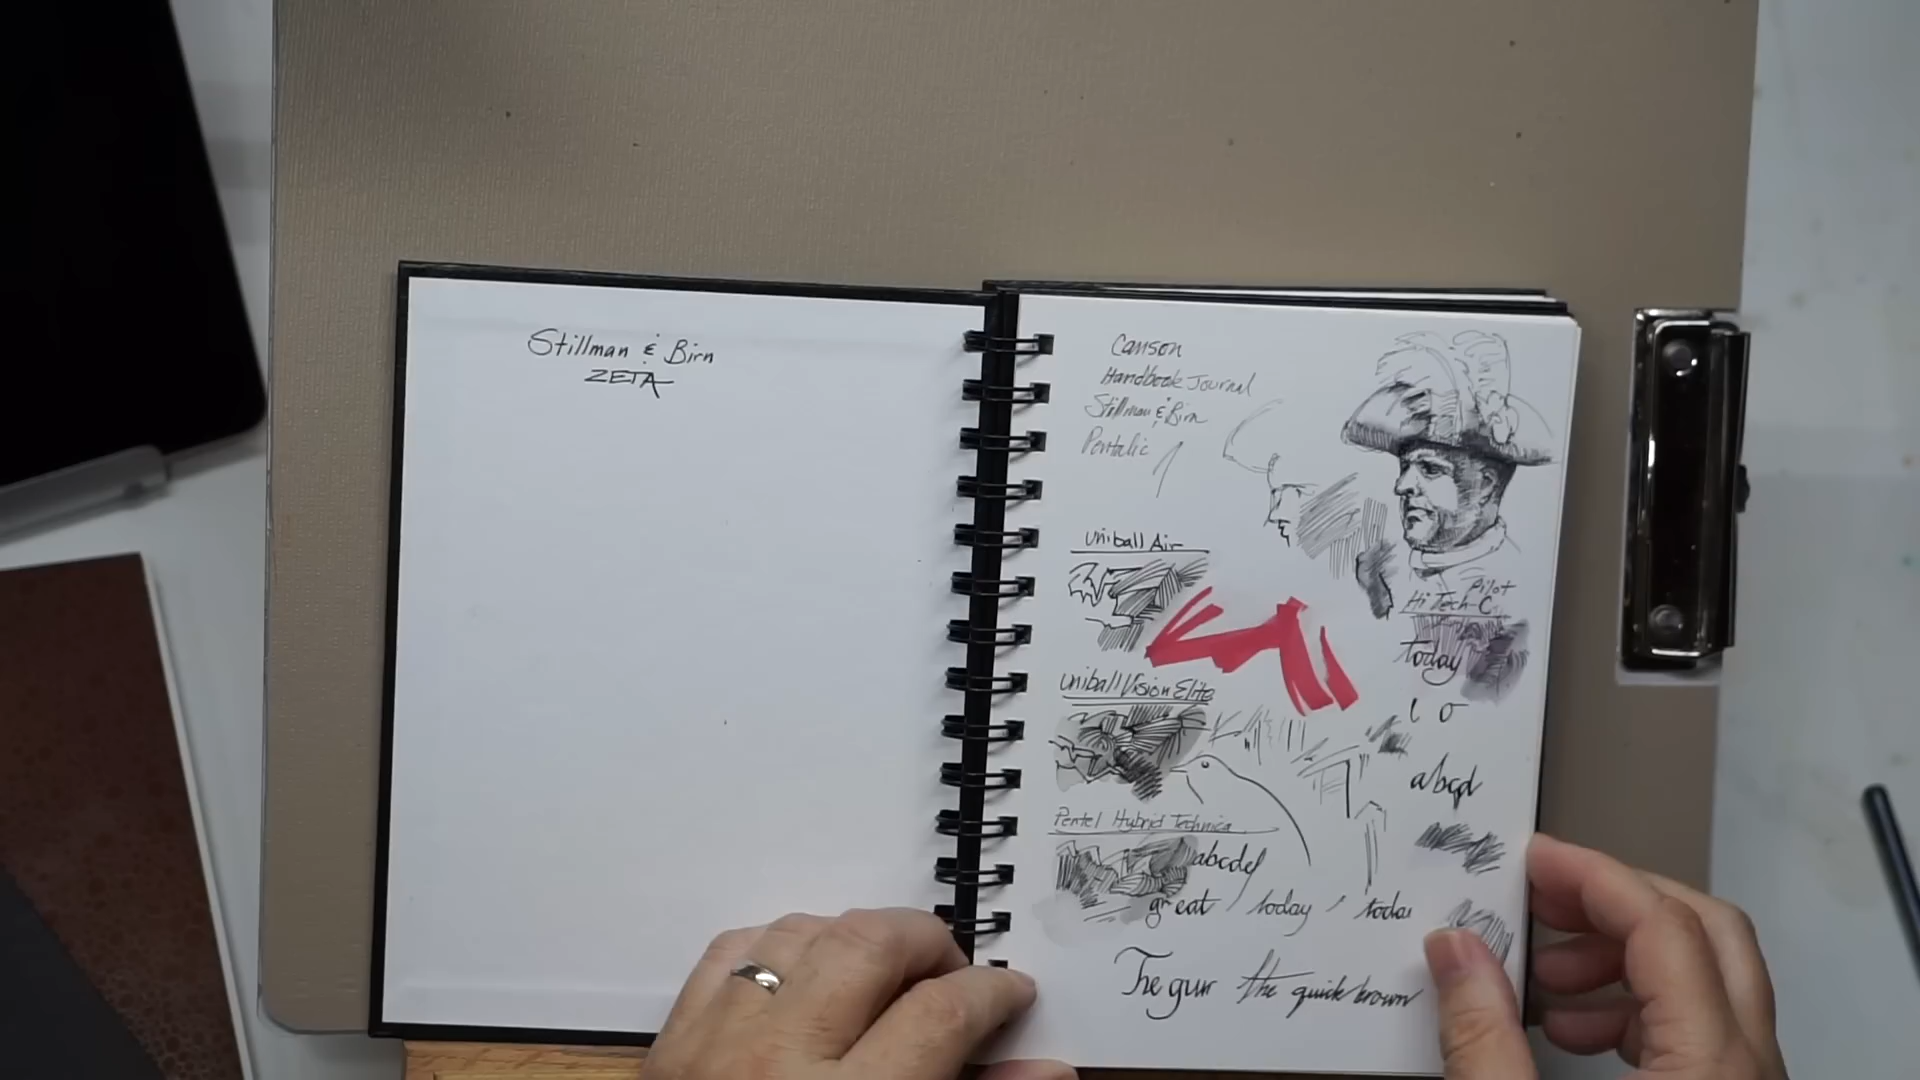 Stillman & Birn
ZETA
Canson
Handbook Journal
Stillman & Birn
Pentalic
uniball Air
Pilot
Hi Tech-C
today
uniball Vision Elite
abcd
Pentel Hybrid Technica
abcdef
great today today
The the quick brown